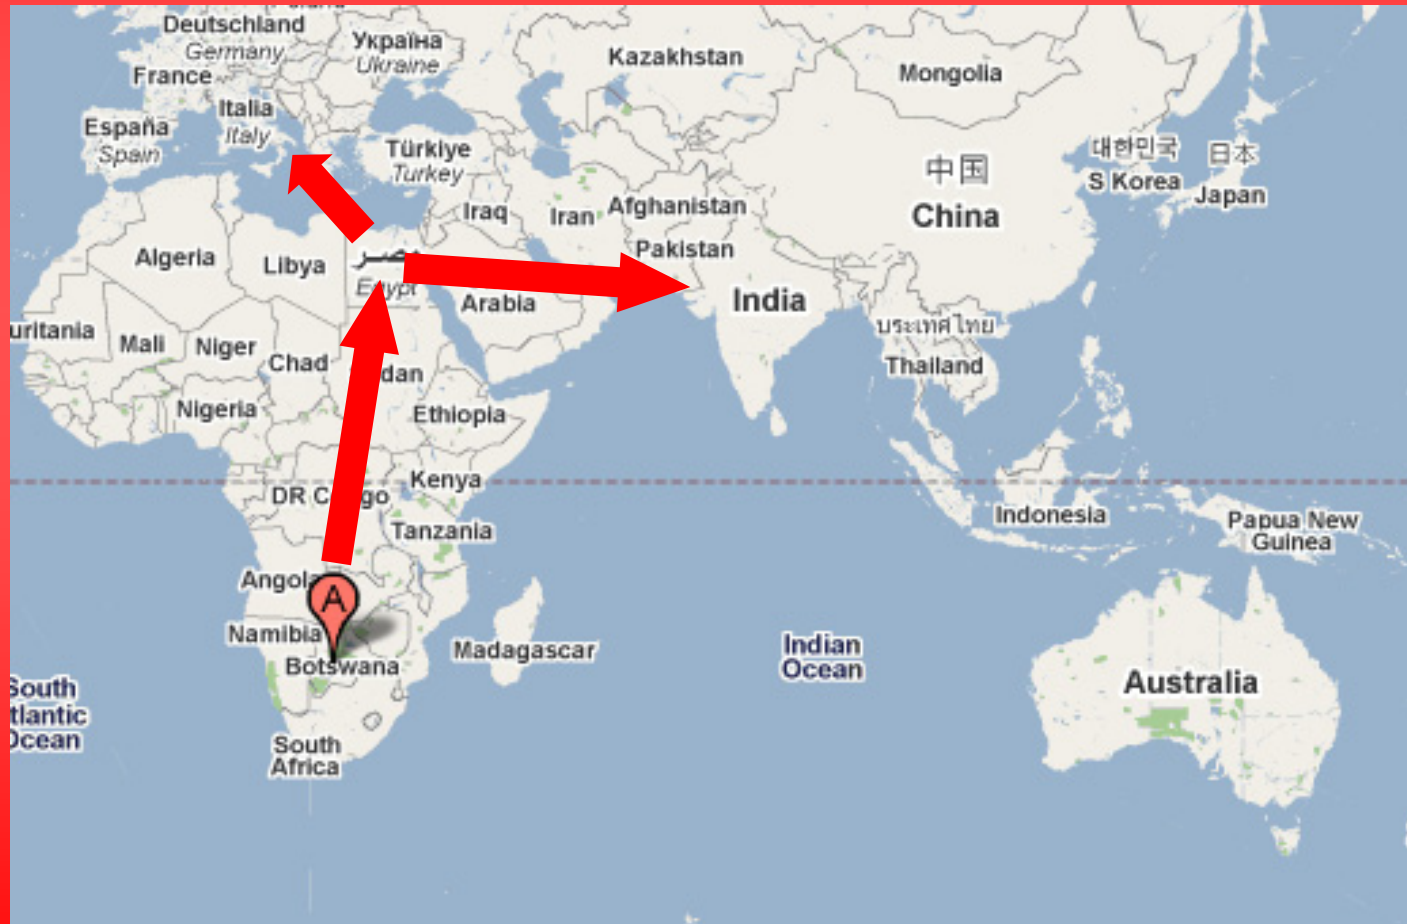 Deutschland
Germany
Україна
Ukraine
France
Kazakhstan
Mongolia
Italia
Italy
España
Spain
Türkiye
Turkey
대한민국
S Korea
日本
Japan
中国
China
Iraq
Iran
Afghanistan
Pakistan
Algeria
Libya
Egypt
Arabia
India
uritania
Mali
Niger
Chad
dan
ประเทศไทย
Thailand
Nigeria
Ethiopia
Kenya
DR C go
Tanzania
Indonesia
Papua New
Guinea
Angola
A
Namibia
Botswana
Madagascar
Indian
Ocean
Australia
South
tlantic
Ocean
South
Africa